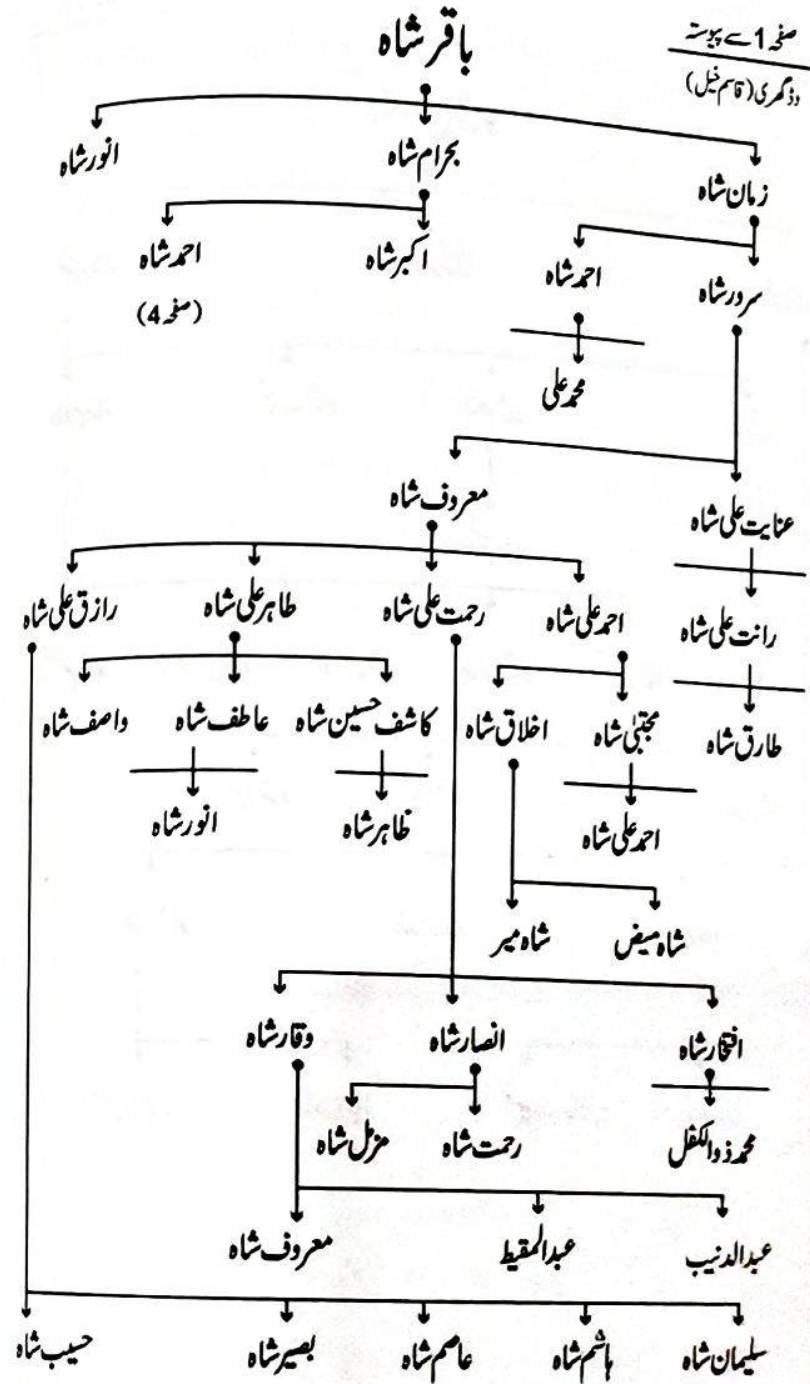 صفحہ 1 سے پیوستہ
وڈگھری (قاسم خیل)
باقر شاہ
زمان شاہ بحرام شاہ انور شاہ
سرور شاہ احمد شاہ اکبر شاہ احمد شاہ
(صفحہ 4)
محمد علی
عنایت علی شاہ معروف شاہ
رانت علی شاہ احمد علی شاہ رحمت علی شاہ طاہر علی شاہ رازق علی شاہ
طارق شاہ مجتبیٰ شاہ اخلاق شاہ کاشف حسین شاہ عاطف شاہ واصف شاہ
احمد علی شاہ ظاہر شاہ انور شاہ
شاہ میض شاہ میر
افتخار شاہ انصار شاہ وقار شاہ
محمد ذوالکفل رحمت شاہ مزمل شاہ
عبدالدنیب عبدالمقیط معروف شاہ
سلیمان شاہ ہاشم شاہ عاصم شاہ بصیر شاہ حسیب شاہ